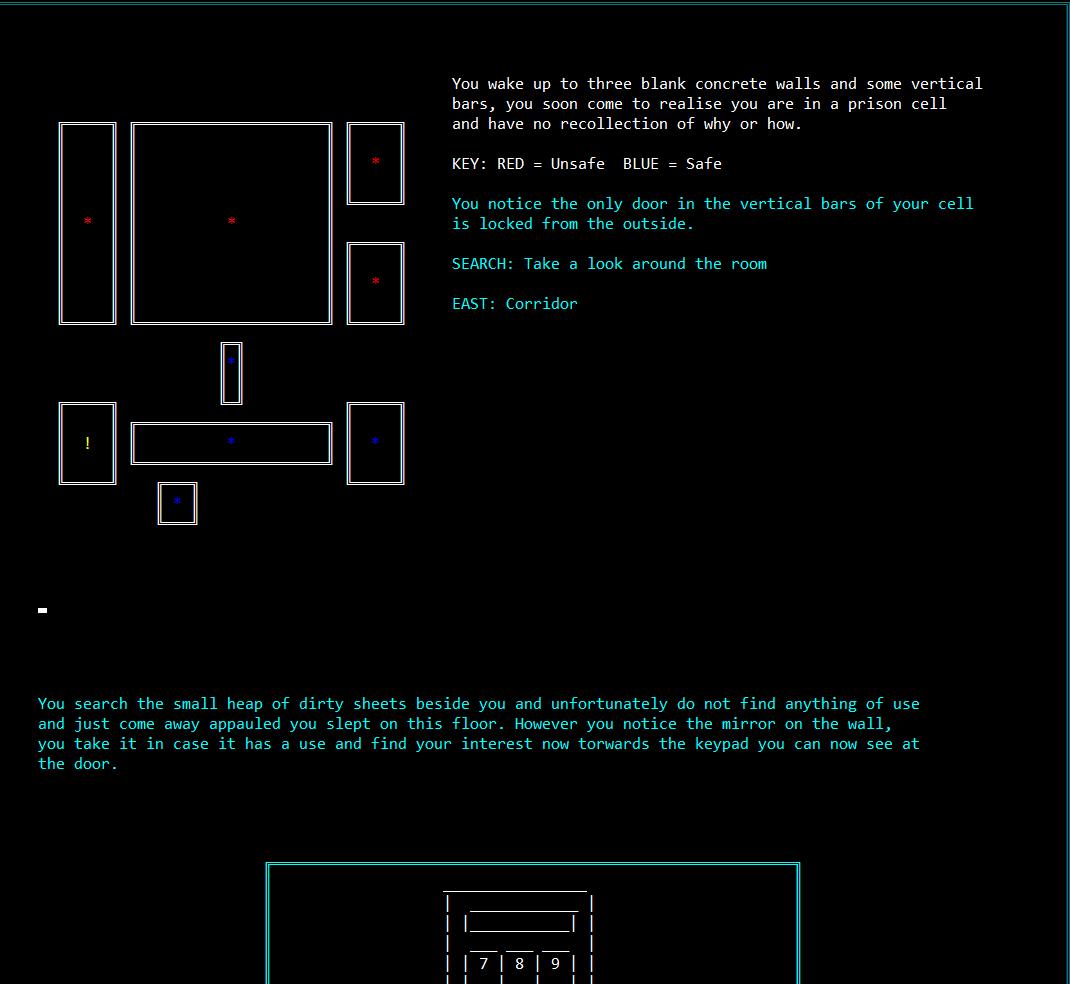 You wake up to three blank concrete walls and some vertical
bars, you soon come to realise you are in a prison cell
and have no recollection of why or how.
KEY: RED = Unsafe  BLUE = Safe
You notice the only door in the vertical bars of your cell
is locked from the outside.
SEARCH: Take a look around the room
EAST: Corridor
*
*
*
*
*
!
*
*
*
You search the small heap of dirty sheets beside you and unfortunately do not find anything of use
and just come away appauled you slept on this floor. However you notice the mirror on the wall,
you take it in case it has a use and find your interest now torwards the keypad you can now see at
the door.
7 8 9